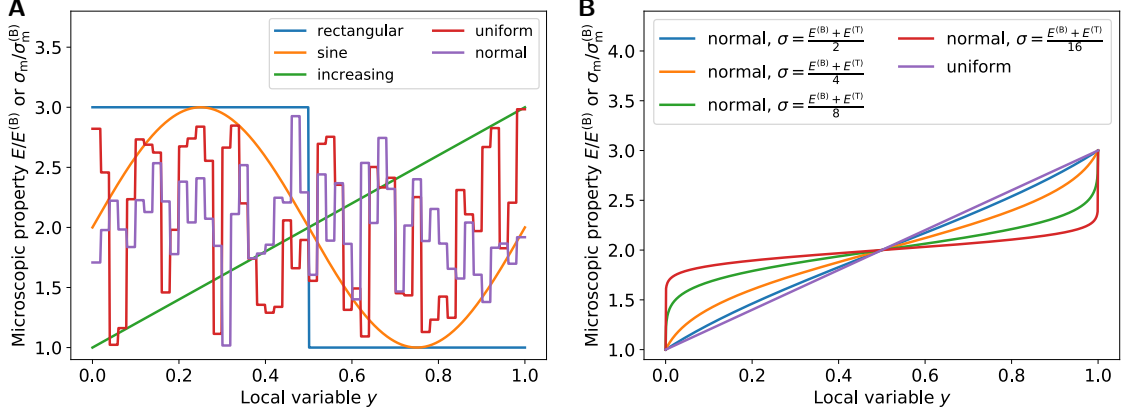 A
Microscopic property E/E^(B) or σ_m/σ_m^(B)
3.5
3.0
2.5
2.0
1.5
1.0
rectangular
sine
increasing
uniform
normal
0.0 0.2 0.4 0.6 0.8 1.0
Local variable y
B
Microscopic property E/E^(B) or σ_m/σ_m^(B)
4.0
3.5
3.0
2.5
2.0
1.5
1.0
normal, σ = (E^(B) + E^(T))/2
normal, σ = (E^(B) + E^(T))/4
normal, σ = (E^(B) + E^(T))/8
normal, σ = (E^(B) + E^(T))/16
uniform
0.0 0.2 0.4 0.6 0.8 1.0
Local variable y